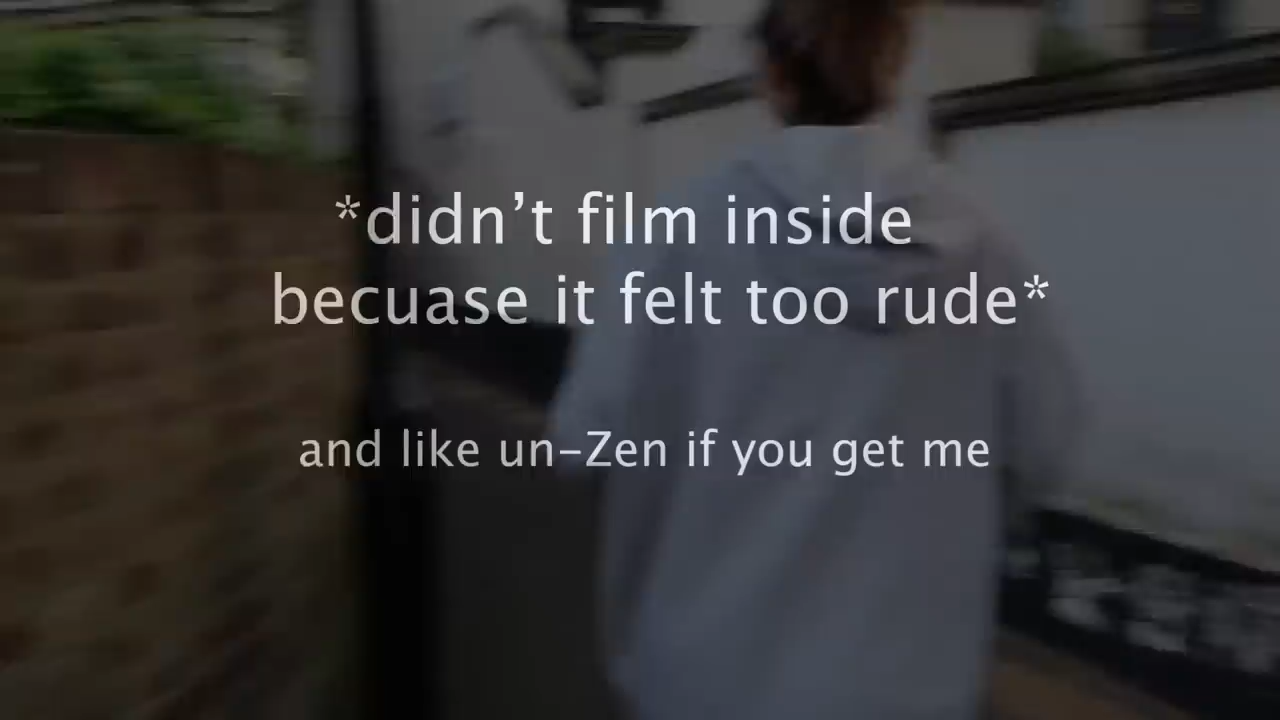 *didn’t film inside
becuase it felt too rude*
and like un-Zen if you get me